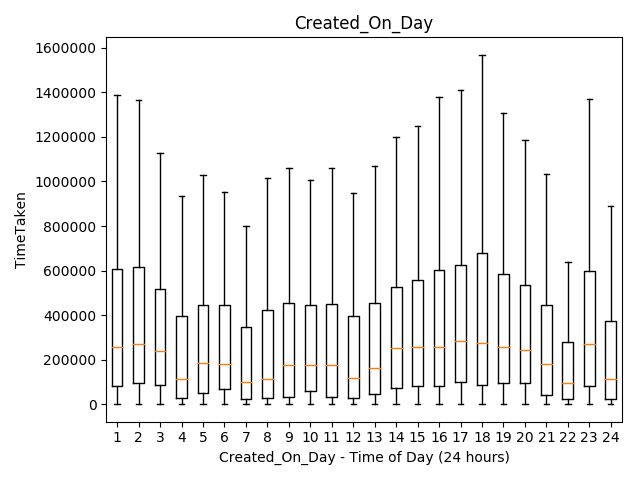 Created_On_Day
1600000
1400000
1200000
1000000
800000
600000
400000
200000
0
TimeTaken
1 2 3 4 5 6 7 8 9 10 11 12 13 14 15 16 17 18 19 20 21 22 23 24
Created_On_Day - Time of Day (24 hours)